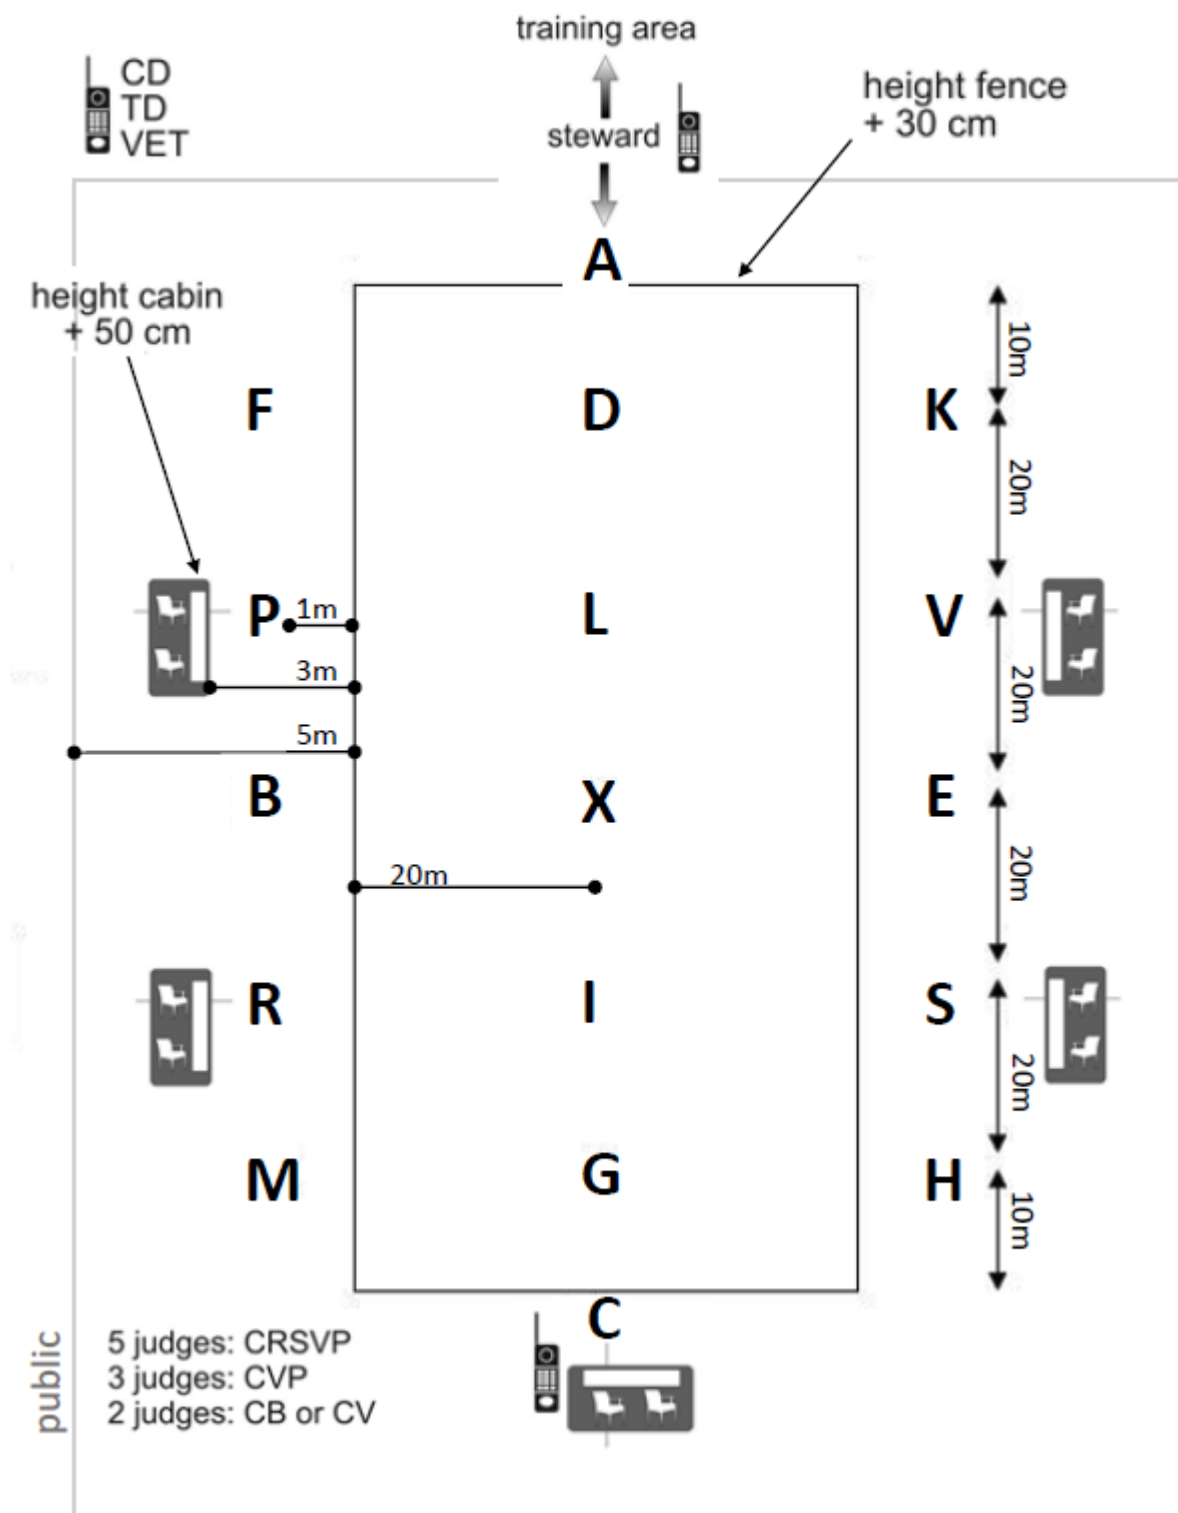 training area
CD
TD
VET
steward
height fence
+ 30 cm
A
height cabin
+ 50 cm
10m
F
D
K
20m
P
1m
L
V
3m
20m
5m
B
X
E
20m
20m
R
I
S
20m
M
G
H
10m
C
public
5 judges: CRSVP
3 judges: CVP
2 judges: CB or CV